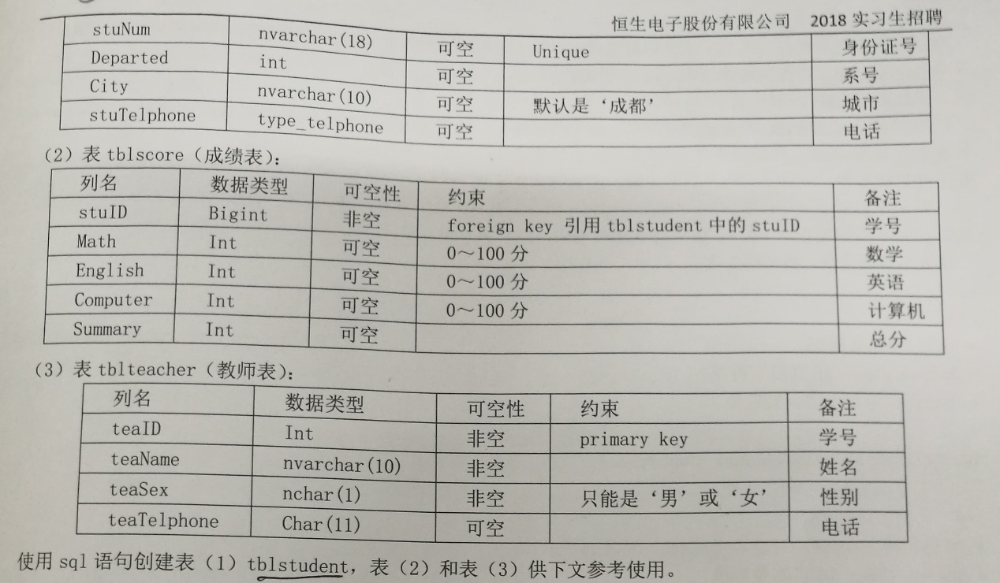 恒生电子股份有限公司 2018 实习生招聘
stuNum nvarchar(18) 可空 Unique 身份证号
Departed int 可空 系号
City nvarchar(10) 可空 默认是‘成都’ 城市
stuTelphone type_telphone 可空 电话
（2）表 tblscore（成绩表）：
列名 数据类型 可空性 约束 备注
stuID Bigint 非空 foreign key 引用 tblstudent 中的 stuID 学号
Math Int 可空 0～100 分 数学
English Int 可空 0～100 分 英语
Computer Int 可空 0～100 分 计算机
Summary Int 可空 总分
（3）表 tblteacher（教师表）：
列名 数据类型 可空性 约束 备注
teaID Int 非空 primary key 学号
teaName nvarchar(10) 非空 姓名
teaSex nchar(1) 非空 只能是‘男’或‘女’ 性别
teaTelphone Char(11) 可空 电话
使用 sql 语句创建表（1）tblstudent，表（2）和表（3）供下文参考使用。